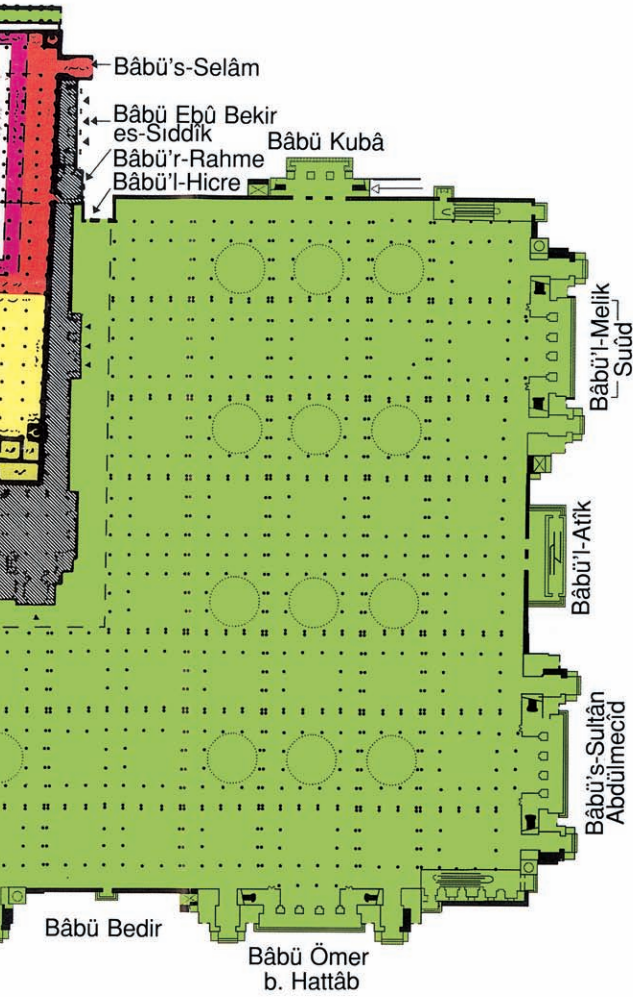 Bâbü's-Selâm
Bâbü Ebû Bekir
es-Sıddîk
Bâbü'r-Rahme
Bâbü'l-Hicre
Bâbü Kubâ
Bâbü'l-Melik
Suûd
Bâbü'l-Atîk
Bâbü's-Sultân
Abdülmecîd
Bâbü Bedir
Bâbü Ömer
b. Hattâb